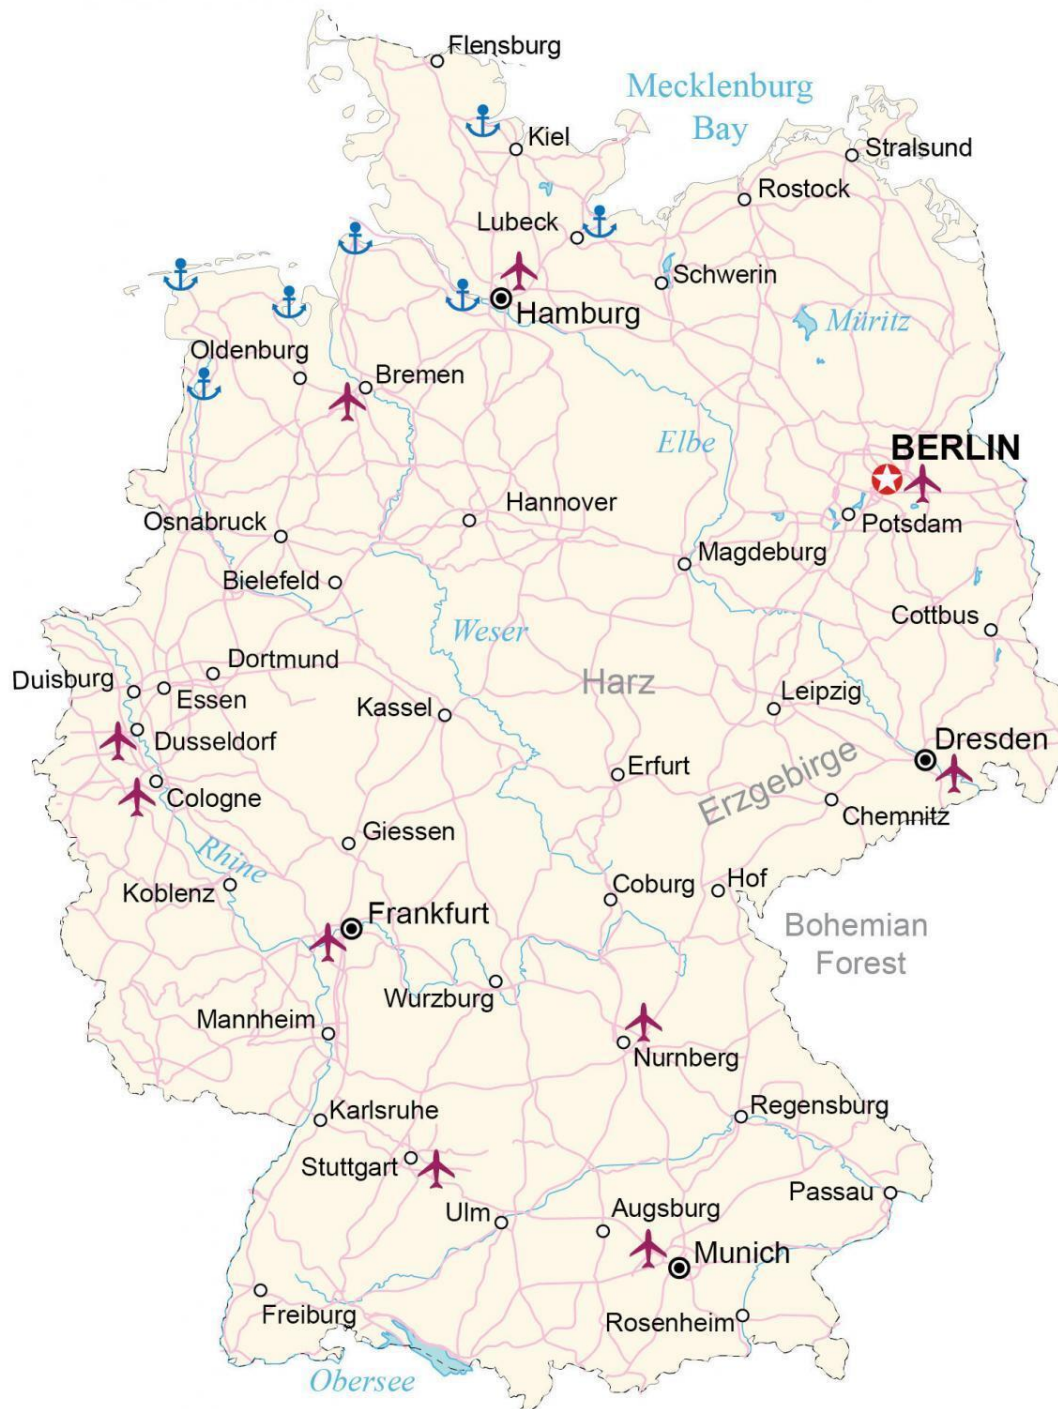 Flensburg
Mecklenburg
Bay
Kiel
Stralsund
Rostock
Lubeck
Schwerin
Hamburg
Müritz
Oldenburg
Bremen
Elbe
BERLIN
Hannover
Osnabruck
Potsdam
Magdeburg
Bielefeld
Cottbus
Weser
Dortmund
Duisburg
Essen
Harz
Leipzig
Kassel
Dusseldorf
Dresden
Erfurt
Erzgebirge
Cologne
Chemnitz
Giessen
Rhine
Koblenz
Coburg
Hof
Frankfurt
Bohemian
Forest
Wurzburg
Mannheim
Nurnberg
Karlsruhe
Regensburg
Stuttgart
Passau
Ulm
Augsburg
Munich
Freiburg
Rosenheim
Obersee